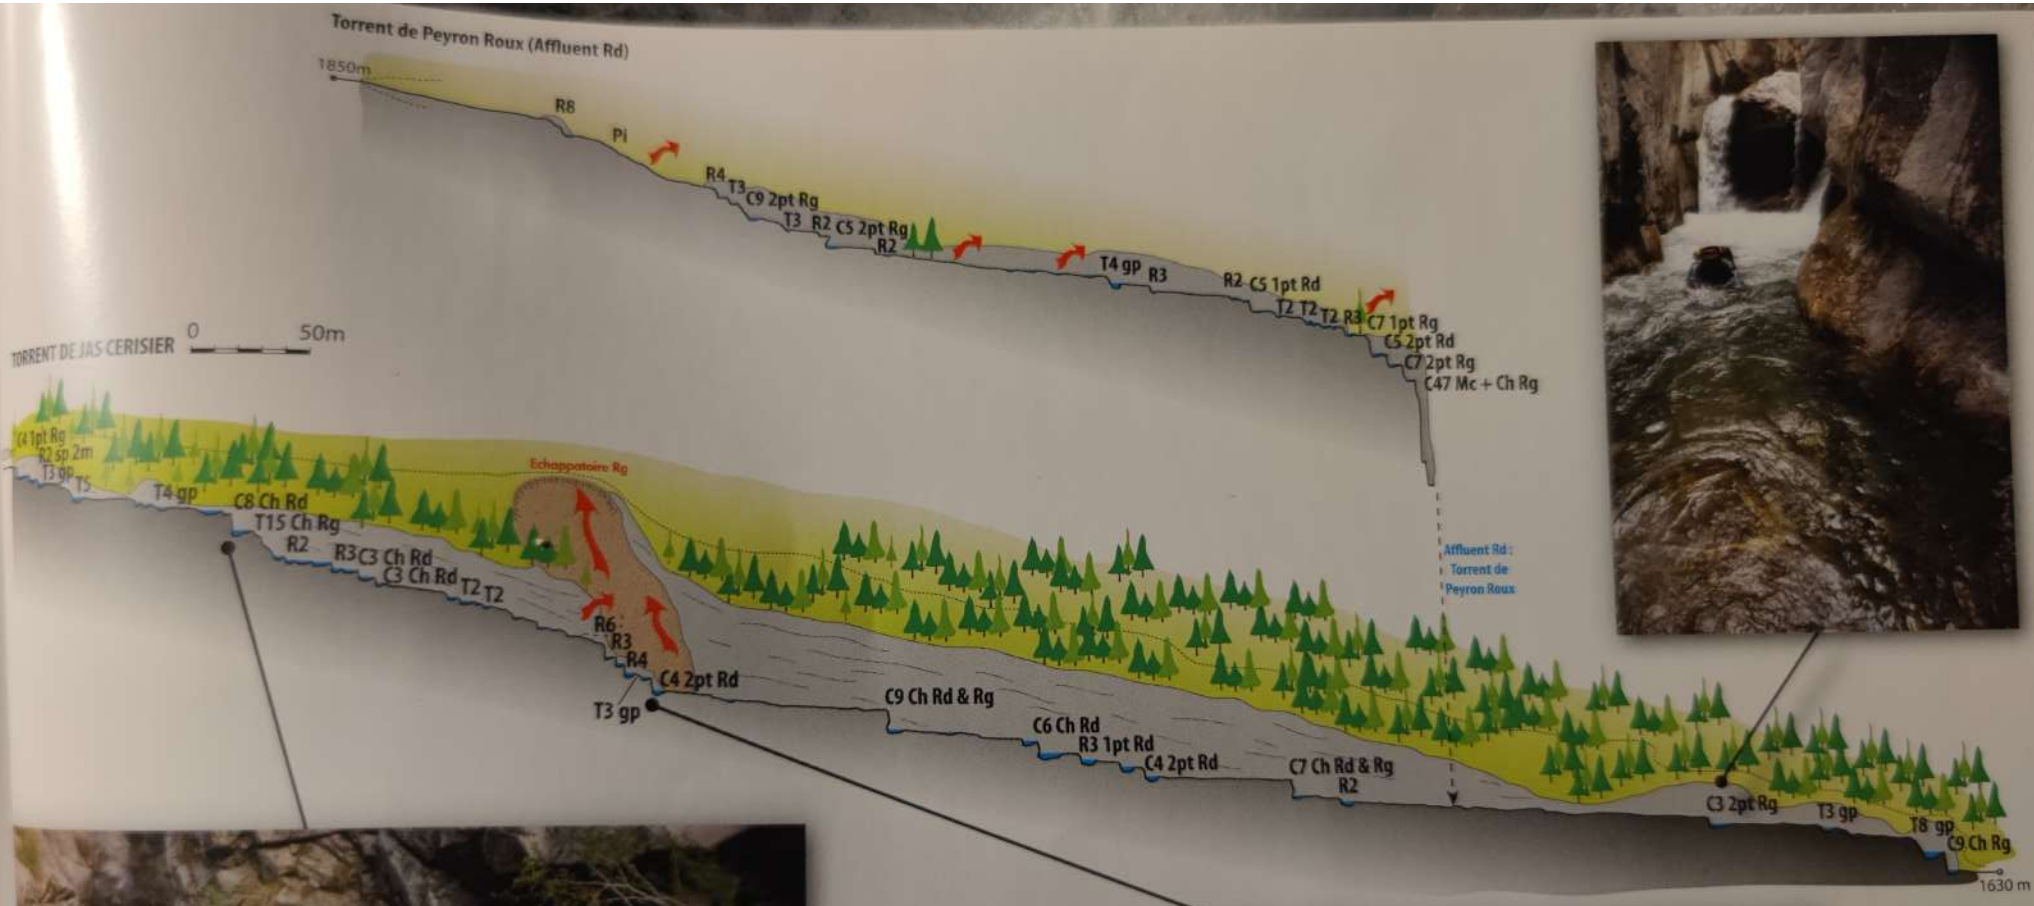 Torrent de Peyron Roux (Affluent Rd)
1850m
R8
Pi
R4
T3
C9 2pt Rg
T3 R2 C5 2pt Rg
R2
T4 gp R3
R2 C5 1pt Rd
T2 T2 T2 R3 C7 1pt Rg
C5 2pt Rd
C7 2pt Rg
C47 Mc + Ch Rg
TORRENT DE JAS CERISIER
0 50m
C4 1pt Rg
R2 sp 2m
T3 gp T5
T4 gp
C8 Ch Rd
T15 Ch Rg
R2 R3 C3 Ch Rd
C3 Ch Rd T2 T2
Echappatoire Rg
R6
R3
R4
C4 2pt Rd
T3 gp
C9 Ch Rd & Rg
C6 Ch Rd
R3 1pt Rd
C4 2pt Rd
C7 Ch Rd & Rg
R2
Affluent Rd :
Torrent de
Peyron Roux
C3 2pt Rg
T3 gp
T8 gp
C9 Ch Rg
1630 m